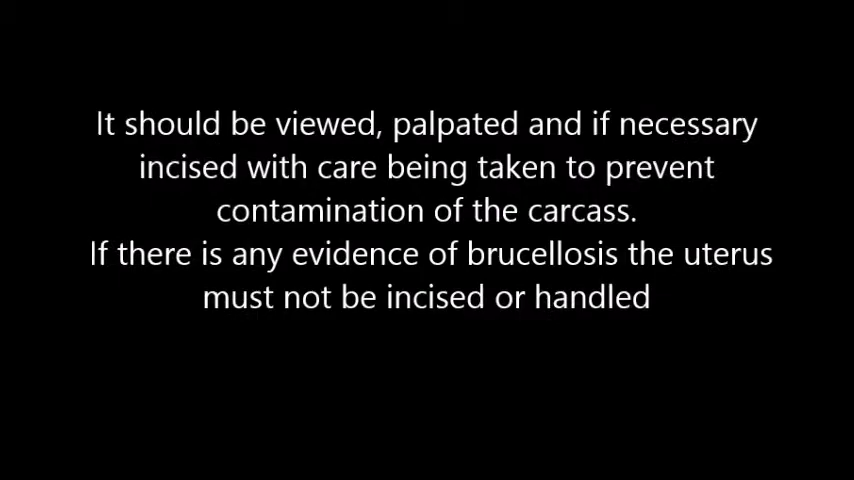 It should be viewed, palpated and if necessary
incised with care being taken to prevent
contamination of the carcass.
If there is any evidence of brucellosis the uterus
must not be incised or handled